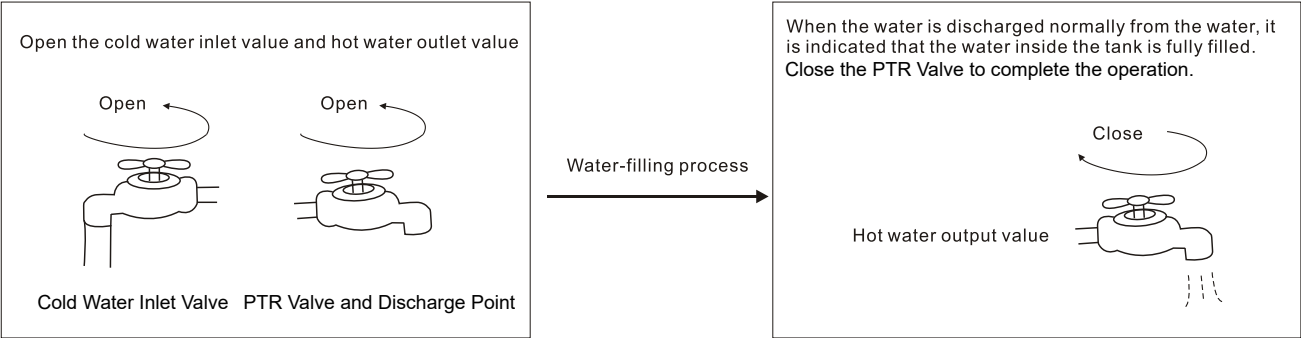 Open the cold water inlet value and hot water outlet value
Open
Open
Cold Water Inlet Valve
PTR Valve and Discharge Point
Water-filling process
When the water is discharged normally from the water, it
is indicated that the water inside the tank is fully filled.
Close the PTR Valve to complete the operation.
Close
Hot water output value